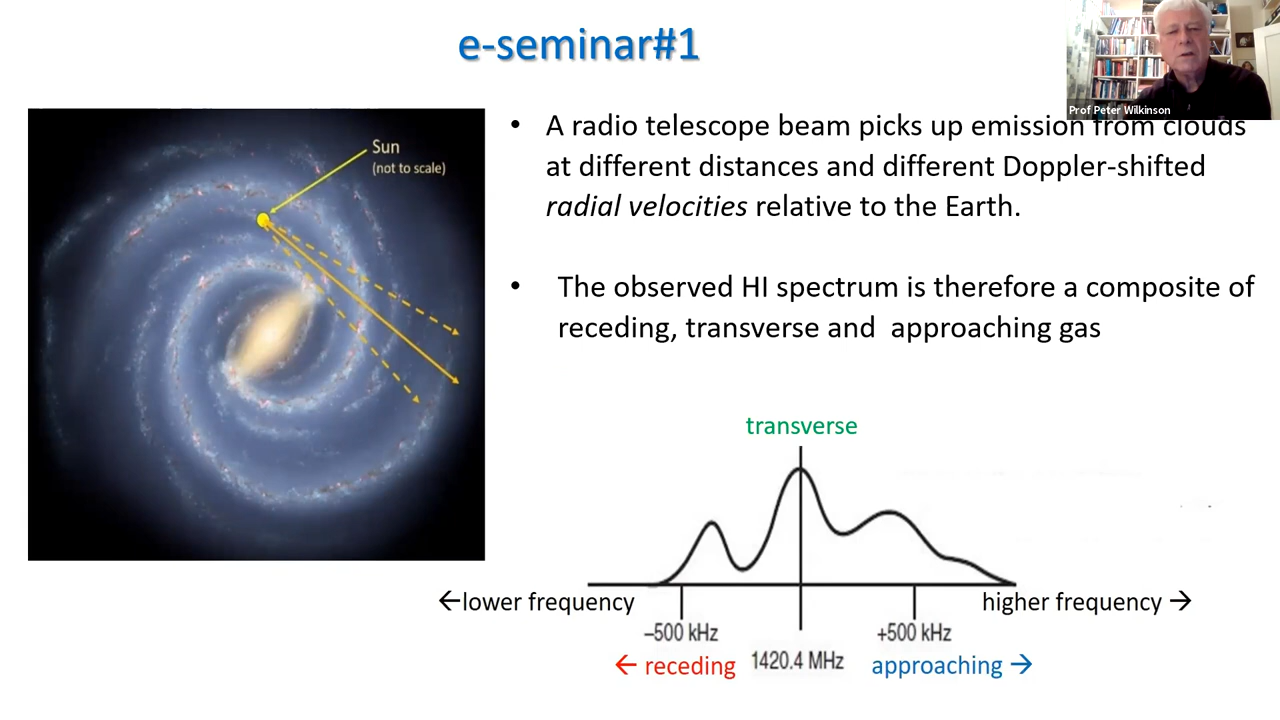 e-seminar#1
Prof Peter Wilkinson
Sun
(not to scale)
• A radio telescope beam picks up emission from clouds
at different distances and different Doppler-shifted
radial velocities relative to the Earth.
• The observed HI spectrum is therefore a composite of
receding, transverse and approaching gas
transverse
←lower frequency
higher frequency →
–500 kHz
+500 kHz
1420.4 MHz
← receding
approaching →